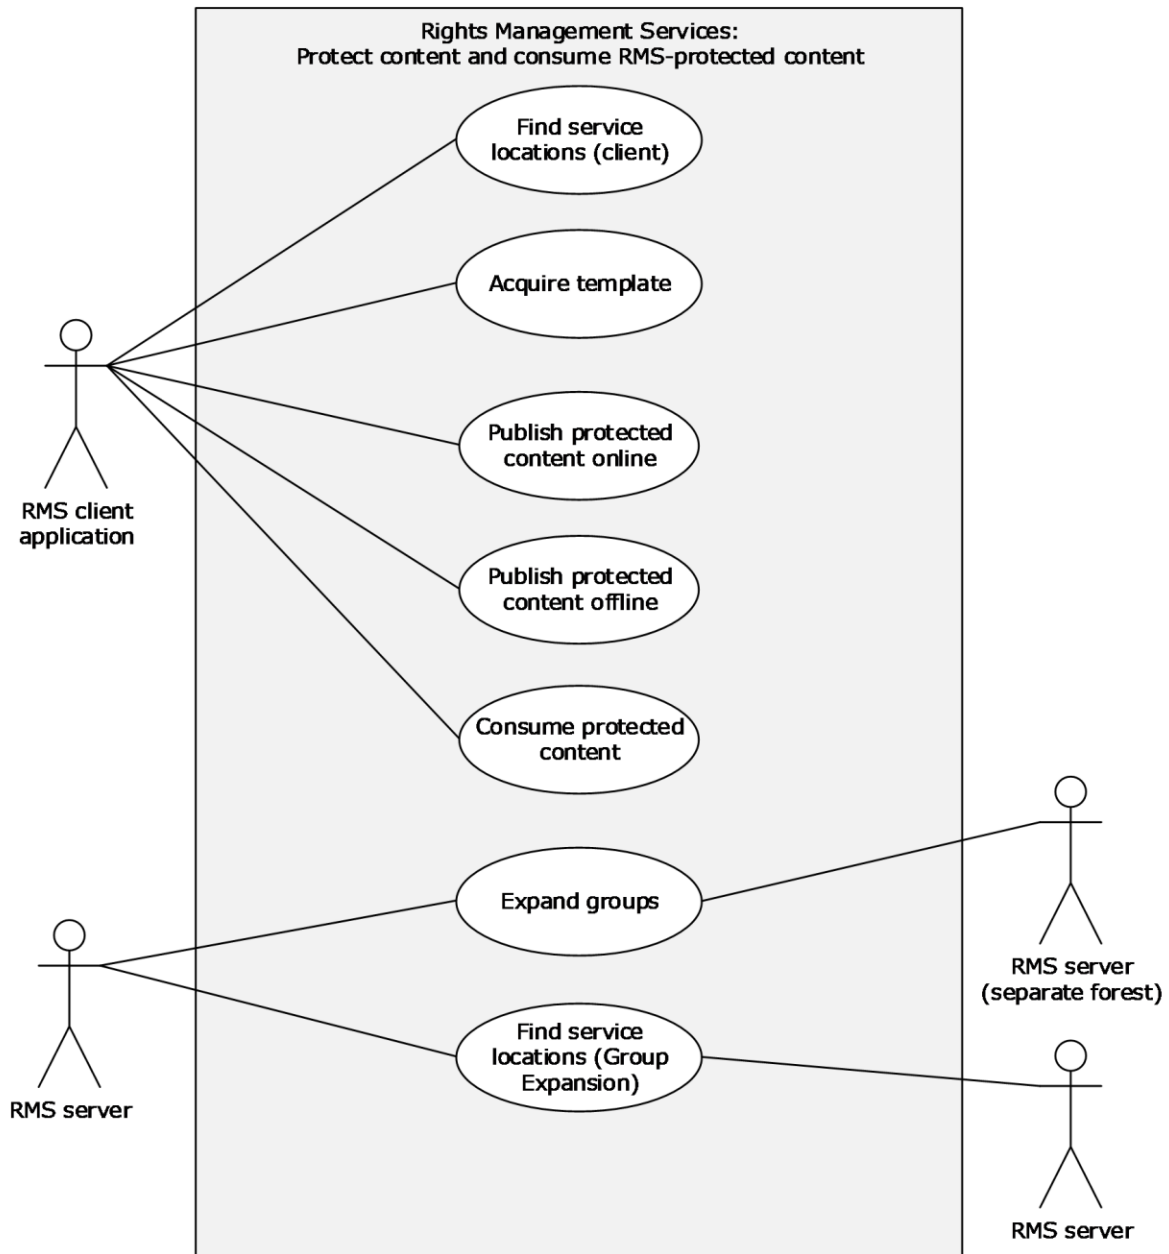 Rights Management Services:
Protect content and consume RMS-protected content
Find service
locations (client)
Acquire template
Publish protected
content online
RMS client
application
Publish protected
content offline
Consume protected
content
Expand groups
RMS server
(separate forest)
Find service
locations (Group
Expansion)
RMS server
RMS server